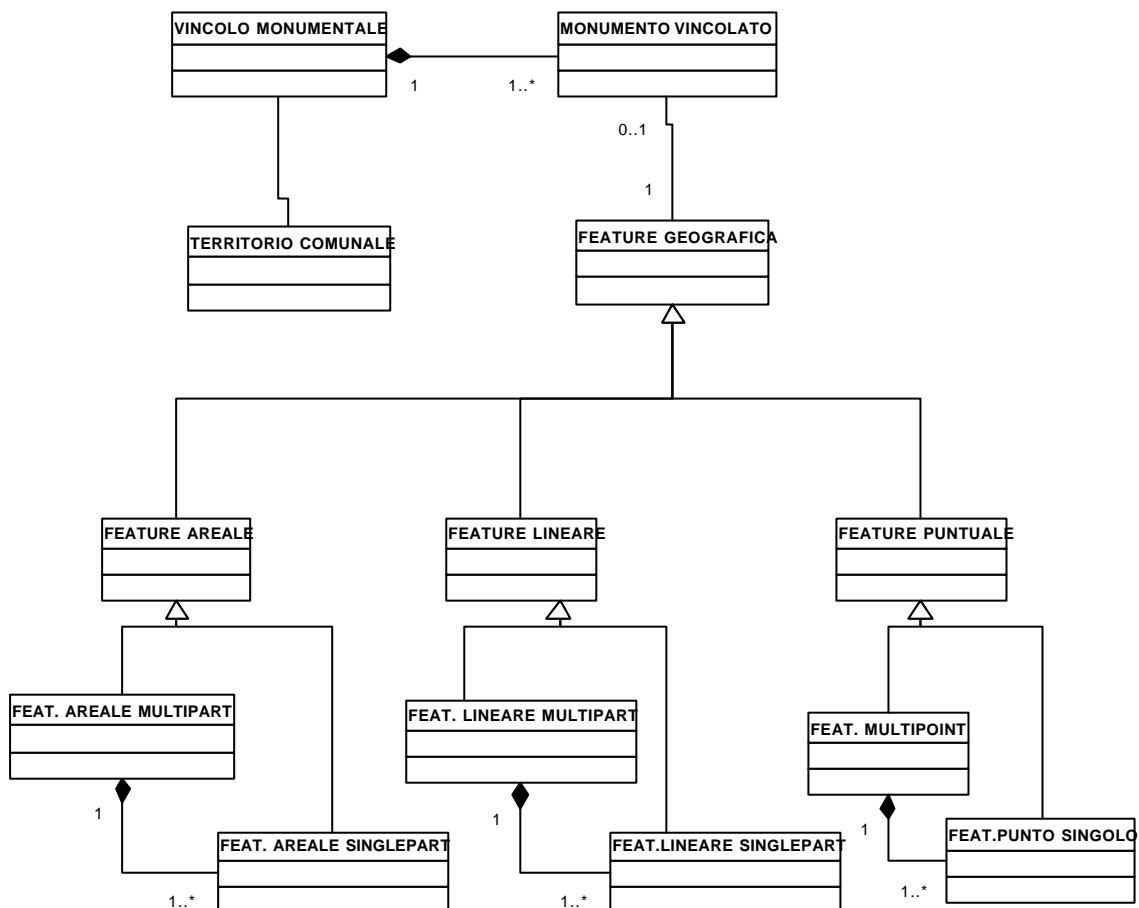 VINCOLO MONUMENTALE
MONUMENTO VINCOLATO
1
1..*
0..1
1
TERRITORIO COMUNALE
FEATURE GEOGRAFICA
FEATURE AREALE
FEATURE LINEARE
FEATURE PUNTUALE
FEAT. AREALE MULTIPART
FEAT. LINEARE MULTIPART
FEAT. MULTIPOINT
1
1
1
FEAT. AREALE SINGLEPART
FEAT.LINEARE SINGLEPART
FEAT.PUNTO SINGOLO
1..*
1..*
1..*